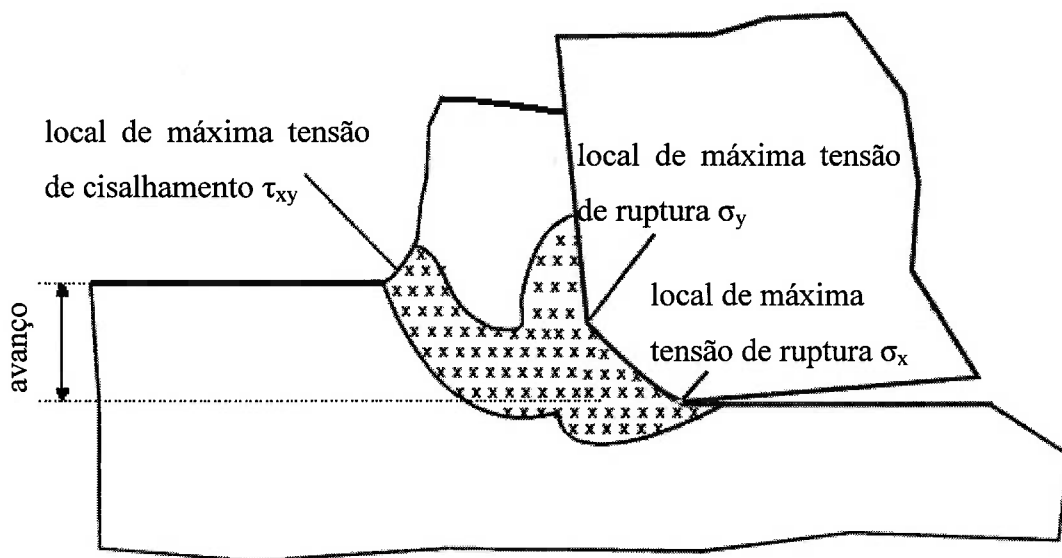 local de máxima tensão
de cisalhamento τxy
local de máxima tensão
de ruptura σy
local de máxima
tensão de ruptura σx
avanço